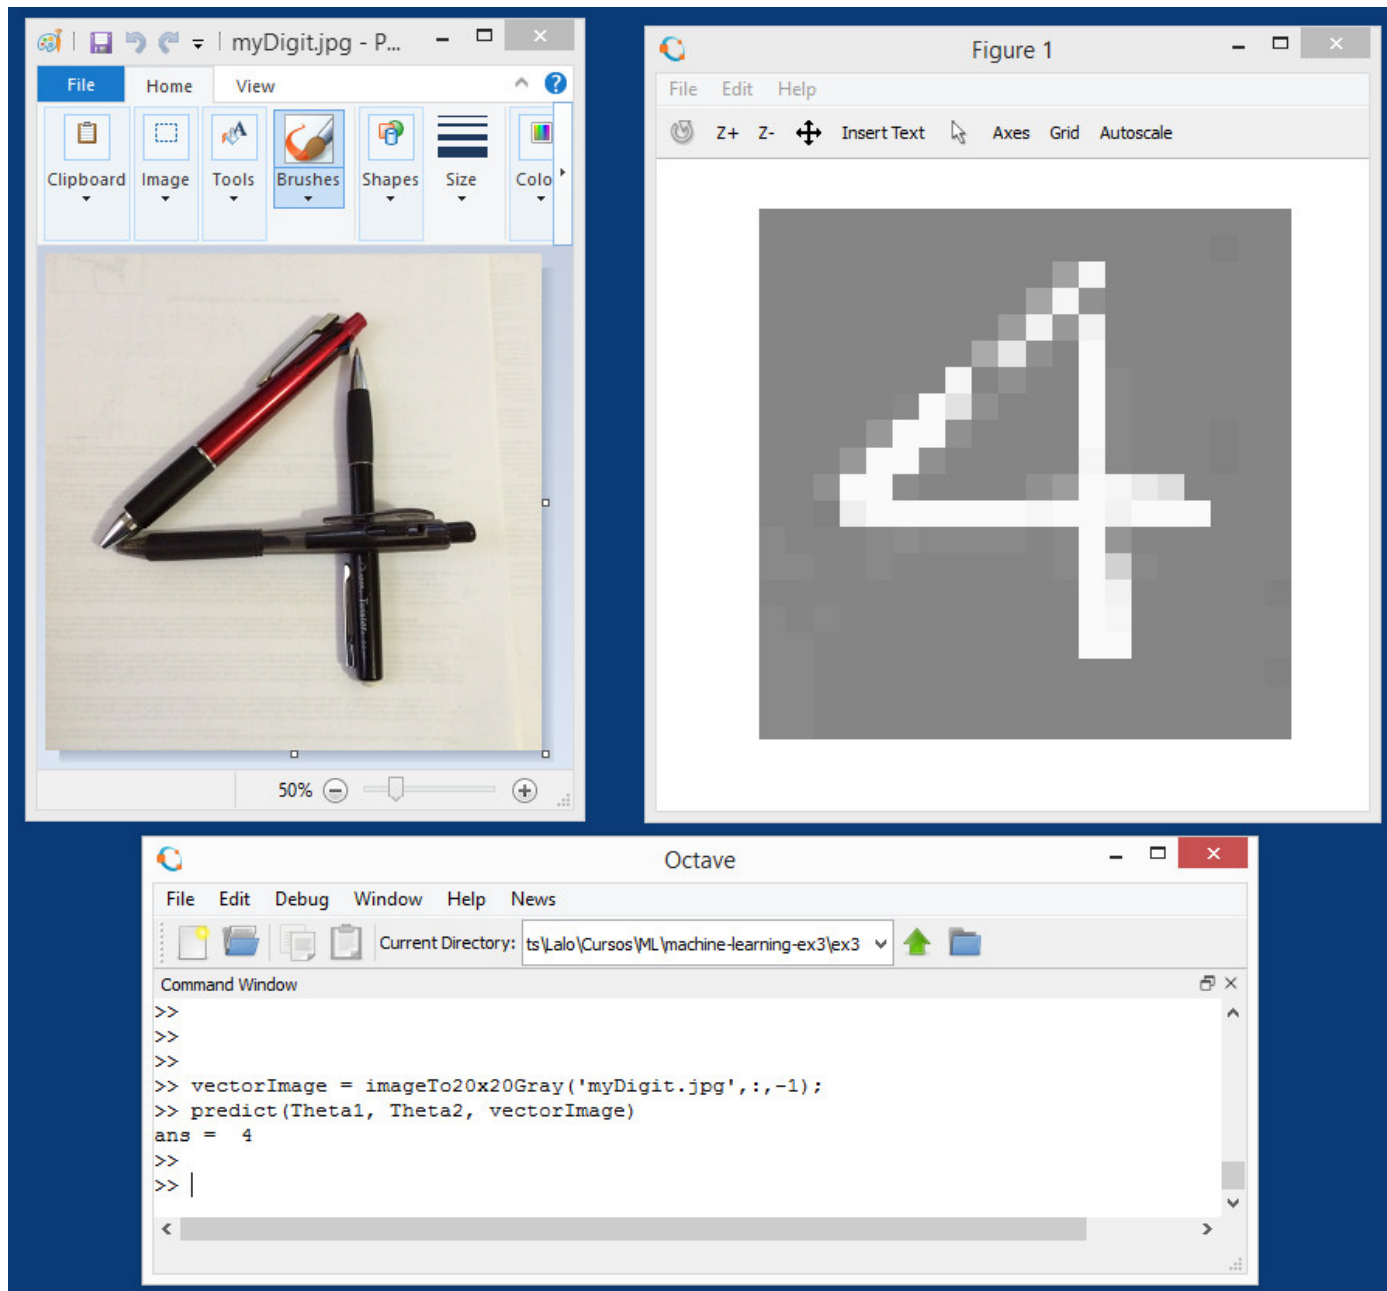 myDigit.jpg - P...
File Home View
Clipboard Image Tools Brushes Shapes Size Colo
50%
Figure 1
File Edit Help
Z+ Z- Insert Text Axes Grid Autoscale
Octave
File Edit Debug Window Help News
Current Directory: ts\Lalo\Cursos\ML\machine-learning-ex3\ex3
Command Window
>>
>>
>>
>> vectorImage = imageTo20x20Gray('myDigit.jpg',:,-1);
>> predict(Theta1, Theta2, vectorImage)
ans = 4
>>
>>